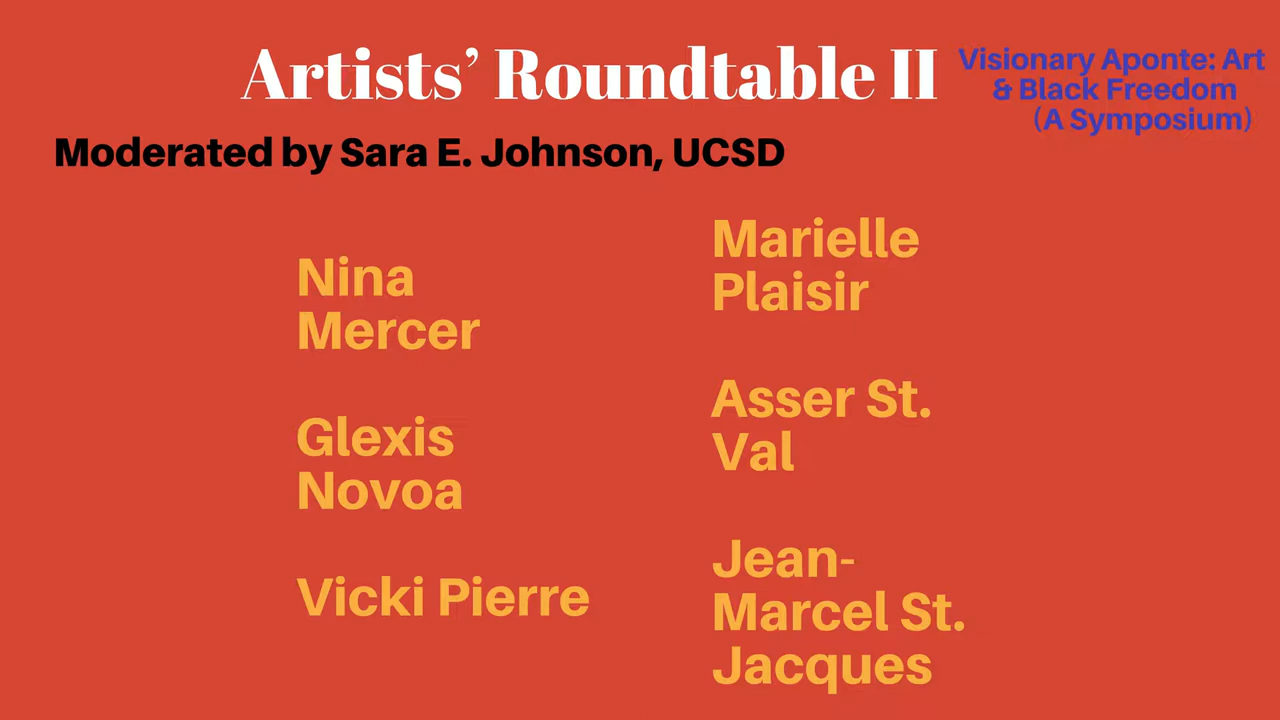 Artists’ Roundtable II
Visionary Aponte: Art
& Black Freedom
(A Symposium)
Moderated by Sara E. Johnson, UCSD
Nina
Mercer
Glexis
Novoa
Vicki Pierre
Marielle
Plaisir
Asser St.
Val
Jean-
Marcel St.
Jacques